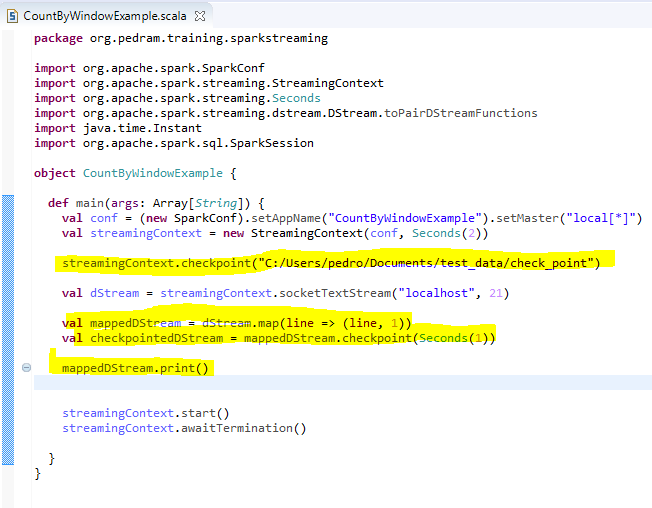 CountByWindowExample.scala
package org.pedram.training.sparkstreaming
import org.apache.spark.SparkConf
import org.apache.spark.streaming.StreamingContext
import org.apache.spark.streaming.Seconds
import org.apache.spark.streaming.dstream.DStream.toPairDStreamFunctions
import java.time.Instant
import org.apache.spark.sql.SparkSession
object CountByWindowExample {
def main(args: Array[String]) {
val conf = (new SparkConf).setAppName("CountByWindowExample").setMaster("local[*]")
val streamingContext = new StreamingContext(conf, Seconds(2))
streamingContext.checkpoint("C:/Users/pedro/Documents/test_data/check_point")
val dStream = streamingContext.socketTextStream("localhost", 21)
val mappedDStream = dStream.map(line => (line, 1))
val checkpointedDStream = mappedDStream.checkpoint(Seconds(1))
mappedDStream.print()
streamingContext.start()
streamingContext.awaitTermination()
}
}